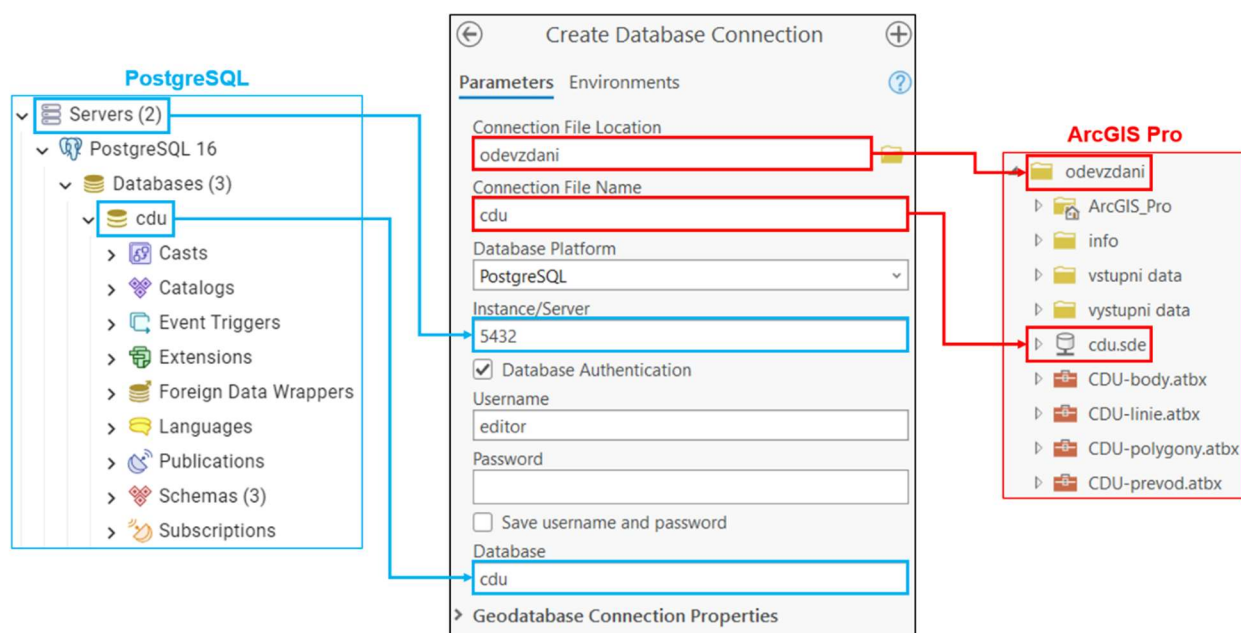 PostgreSQL
Servers (2)
PostgreSQL 16
Databases (3)
cdu
Casts
Catalogs
Event Triggers
Extensions
Foreign Data Wrappers
Languages
Publications
Schemas (3)
Subscriptions
Create Database Connection
Parameters Environments
?
Connection File Location
odevzdani
Connection File Name
cdu
Database Platform
PostgreSQL
Instance/Server
5432
Database Authentication
Username
editor
Password
Save username and password
Database
cdu
Geodatabase Connection Properties
ArcGIS Pro
odevzdani
ArcGIS_Pro
info
vstupni data
vystupni data
cdu.sde
CDU-body.atbx
CDU-linie.atbx
CDU-polygony.atbx
CDU-prevod.atbx